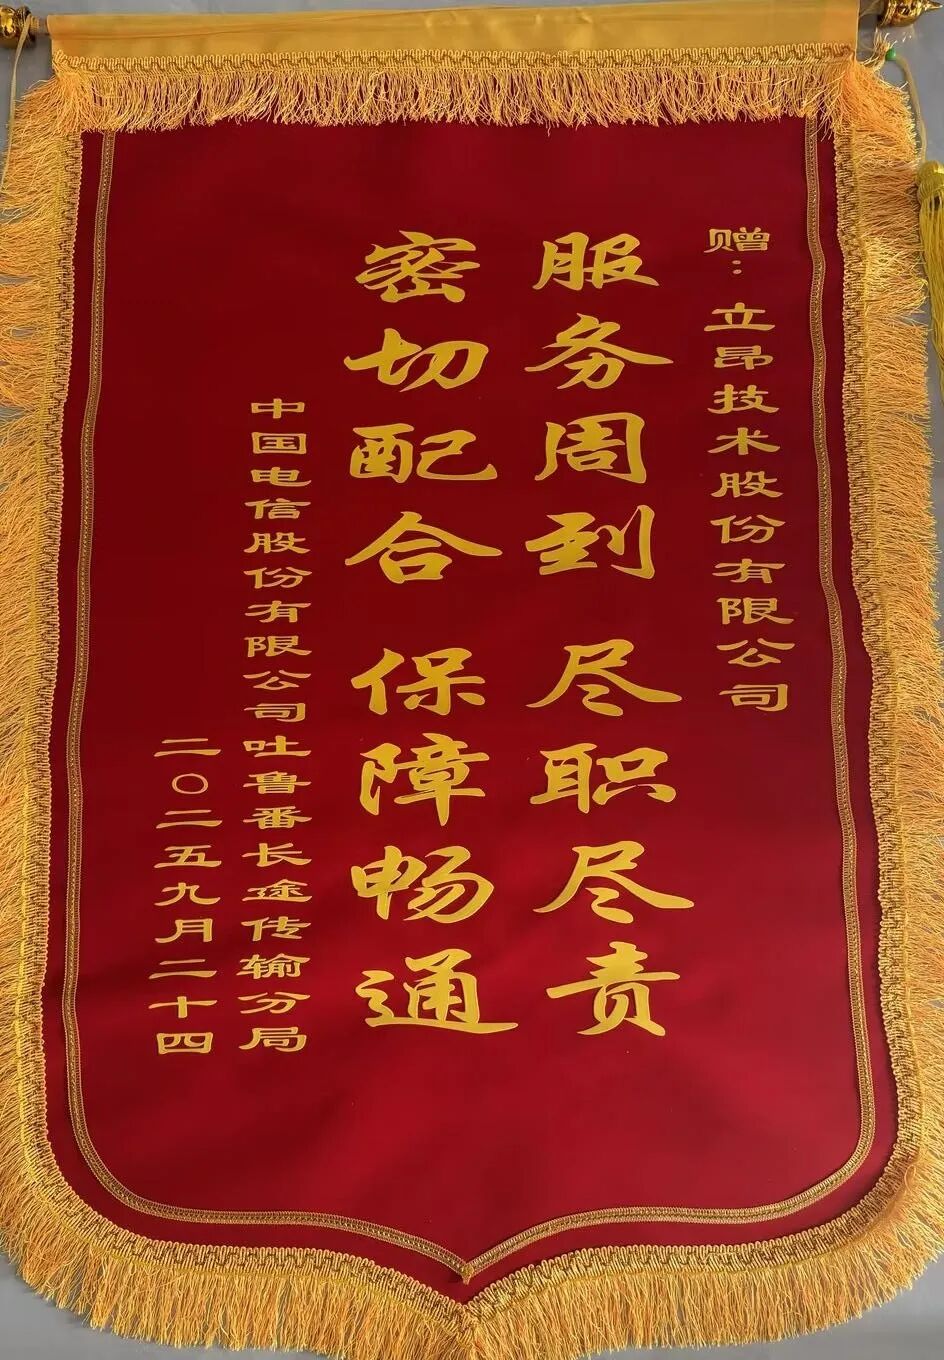 赠：立昂技术股份有限公司
服务周到 尽职尽责
密切配合 保障畅通
中国电信股份有限公司吐鲁番长途传输分局
二〇二五九月二十四